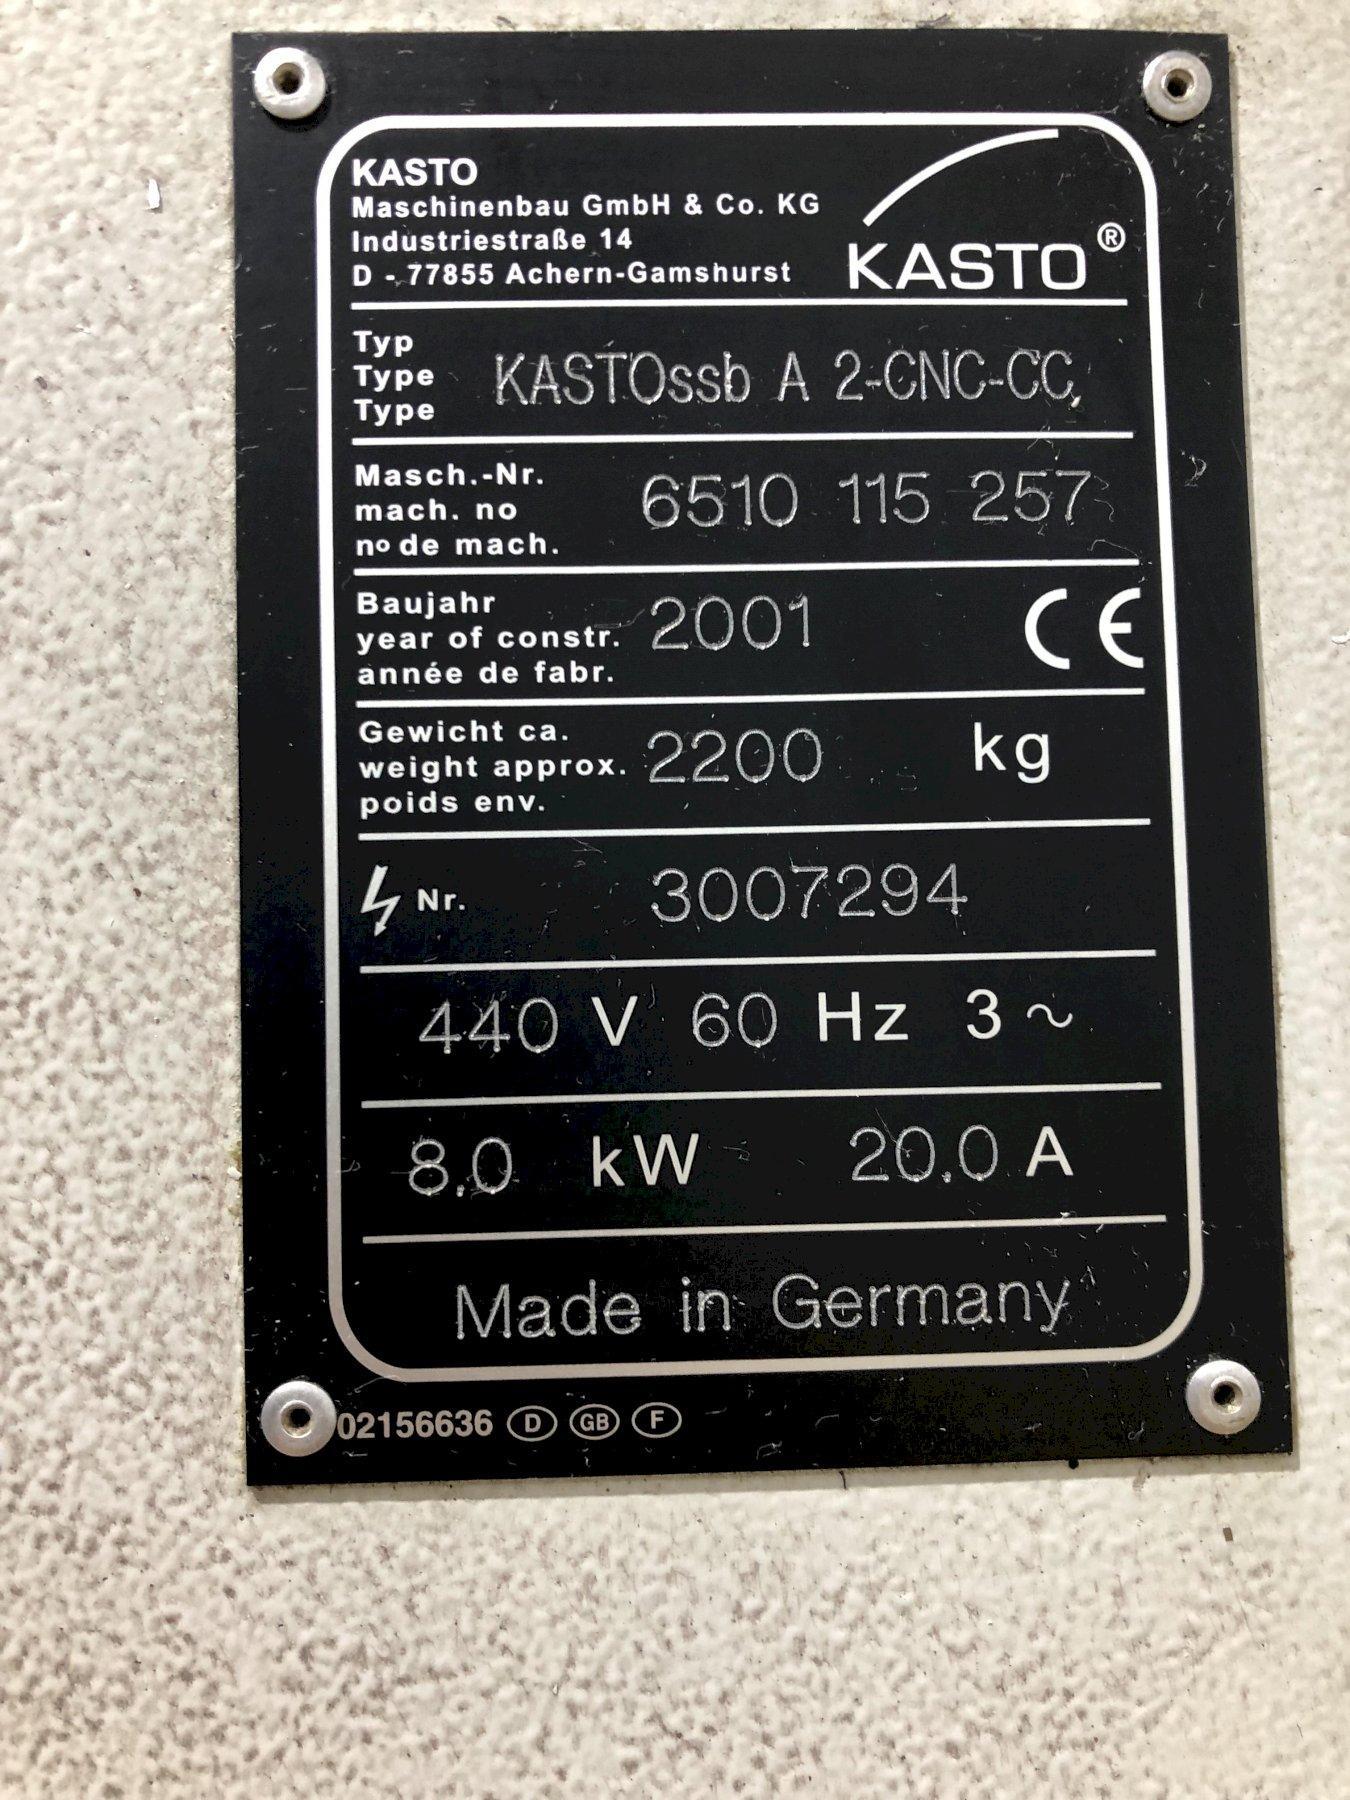 KASTO
Maschinenbau GmbH & Co. KG
Industriestraße 14
D - 77855 Achern-Gamshurst
KASTO ®
Typ
Type
Type
KASTOssb A 2-CNC-CC,
Masch.-Nr.
mach. no
no de mach.
6510 115 257
Baujahr
year of constr.
année de fabr.
2001
CE
Gewicht ca.
weight approx.
poids env.
2200 kg
Nr. 3007294
440 V 60 Hz 3 ~
8.0 kW 20.0 A
Made in Germany
02156636 D GB F